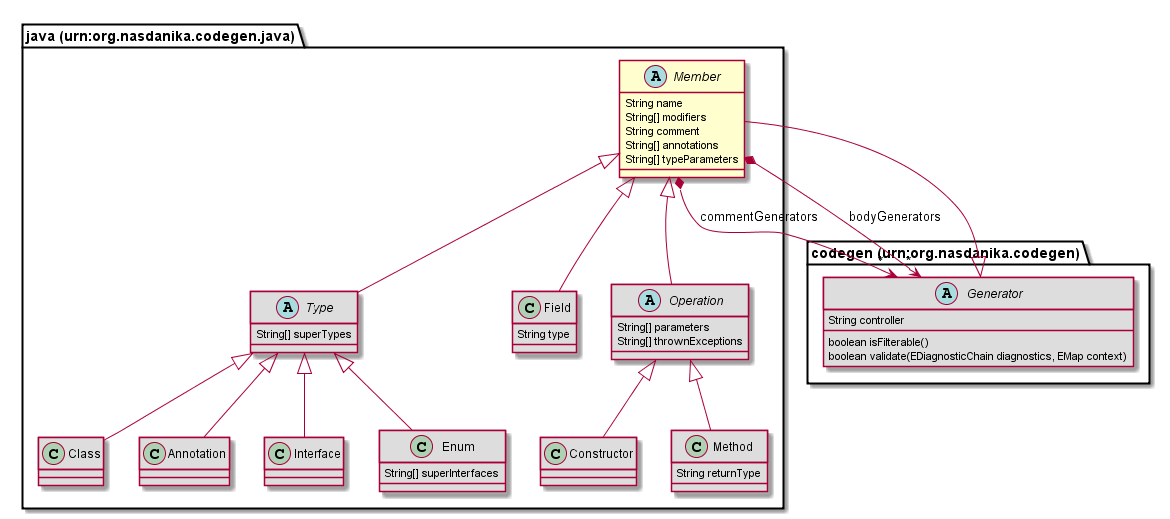 java (urn:org.nasdanika.codegen.java)
A Member
String name
String[] modifiers
String comment
String[] annotations
String[] typeParameters
commentGenerators
bodyGenerators
codegen (urn:org.nasdanika.codegen)
A Generator
String controller
boolean isFilterable()
boolean validate(EDiagnosticChain diagnostics, EMap context)
A Type
String[] superTypes
C Field
String type
A Operation
String[] parameters
String[] thrownExceptions
C Class
C Annotation
C Interface
C Enum
String[] superInterfaces
C Constructor
C Method
String returnType